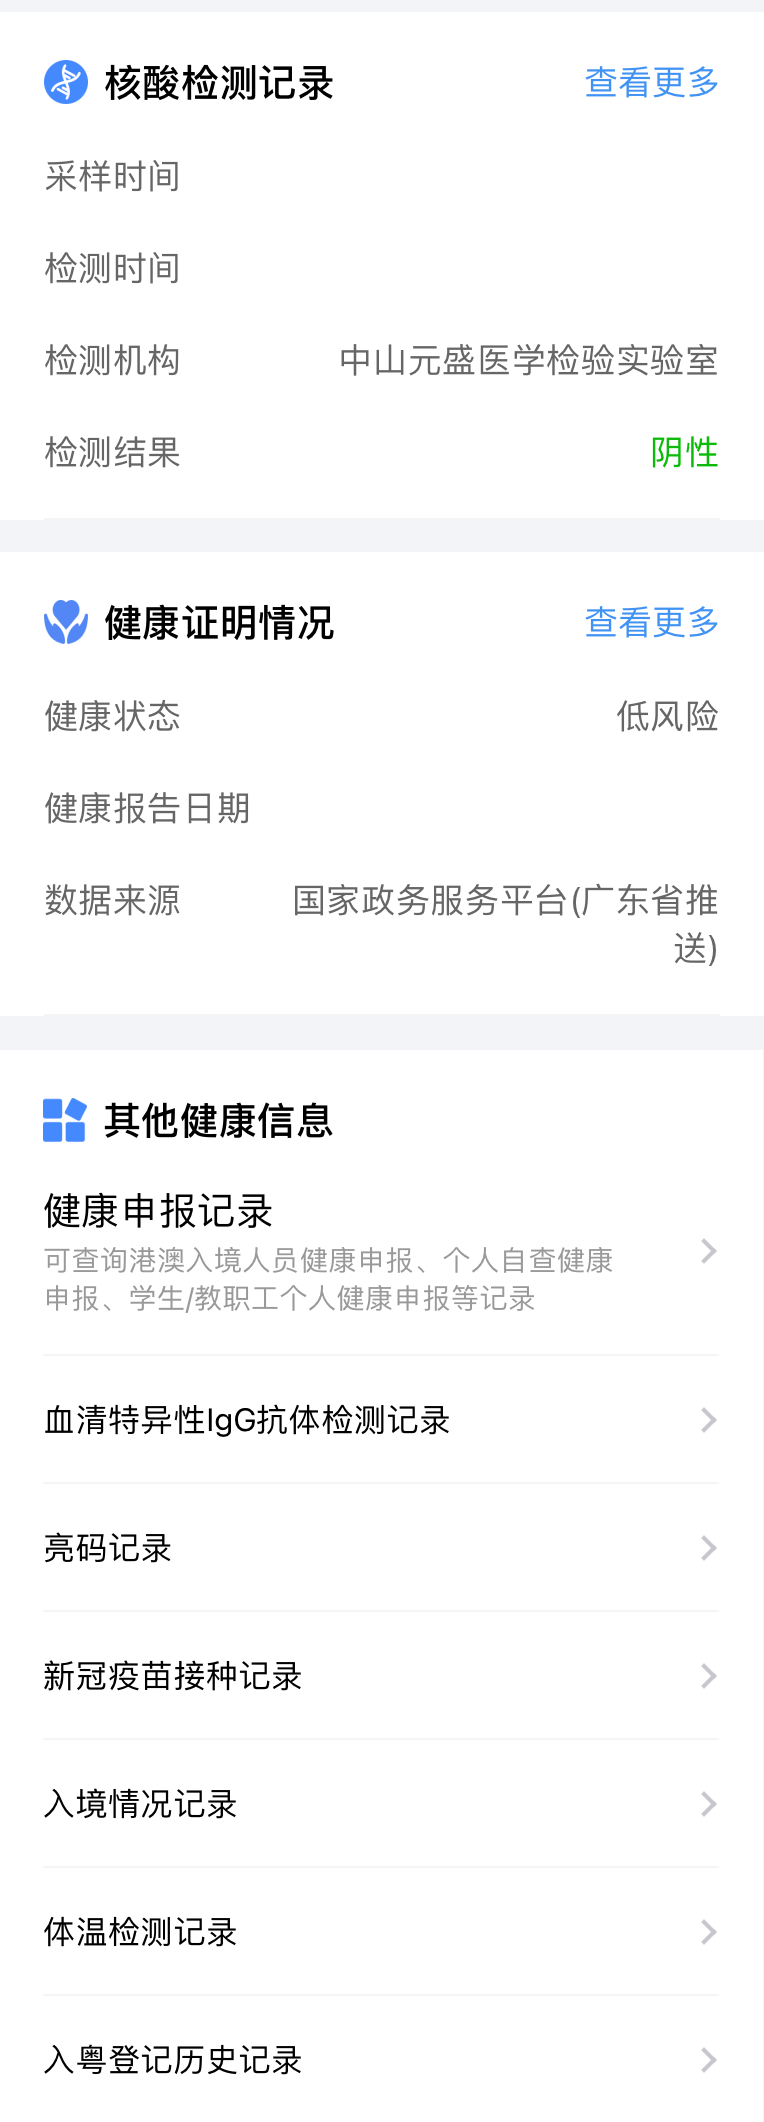 核酸检测记录 查看更多
采样时间
检测时间
检测机构 中山元盛医学检验实验室
检测结果 阴性
健康证明情况 查看更多
健康状态 低风险
健康报告日期
数据来源 国家政务服务平台(广东省推
送)
其他健康信息
健康申报记录
可查询港澳入境人员健康申报、个人自查健康
申报、学生/教职工个人健康申报等记录
血清特异性IgG抗体检测记录
亮码记录
新冠疫苗接种记录
入境情况记录
体温检测记录
入粤登记历史记录